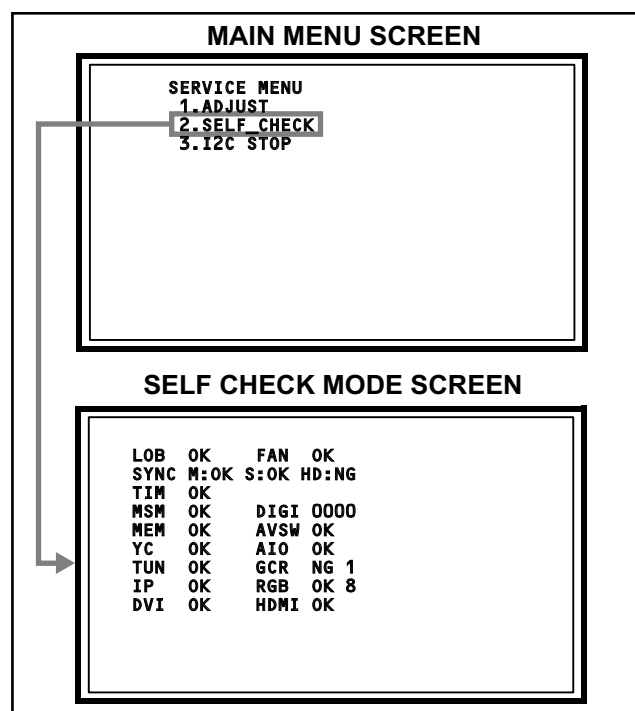 MAIN MENU SCREEN
SERVICE MENU
1.ADJUST
2.SELF_CHECK
3.I2C STOP
SELF CHECK MODE SCREEN
LOB OK FAN OK
SYNC M:OK S:OK HD:NG
TIM OK
MSM OK DIGI 0000
MEM OK AVSW OK
YC OK AIO OK
TUN OK GCR NG 1
IP OK RGB OK 8
DVI OK HDMI OK